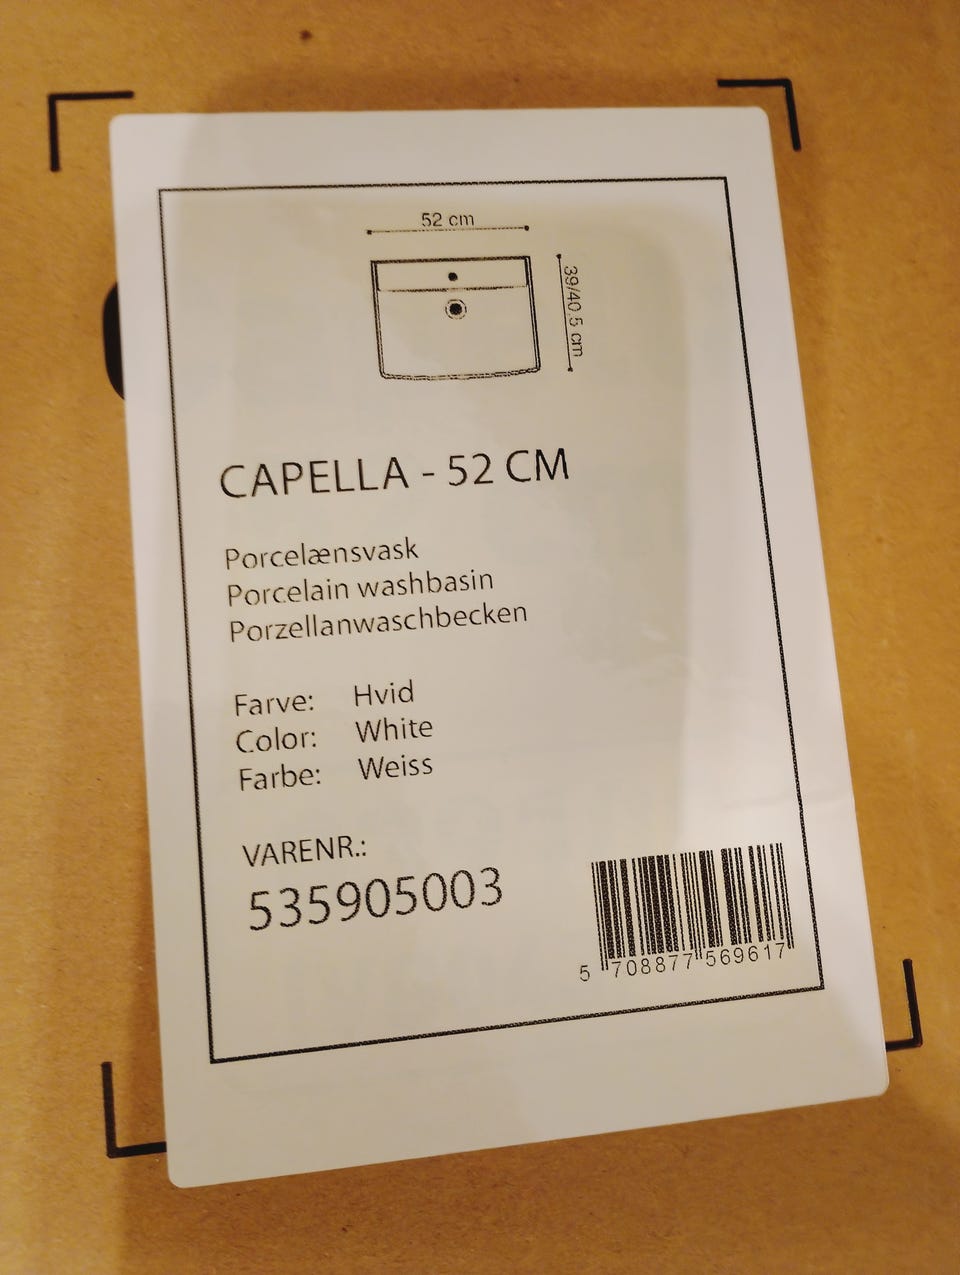 52 cm
39/40.5 cm
CAPELLA - 52 CM
Porcelænsvask
Porcelain washbasin
Porzellanwaschbecken
Farve: Hvid
Color: White
Farbe: Weiss
VARENR.:
535905003
5 708877 569617